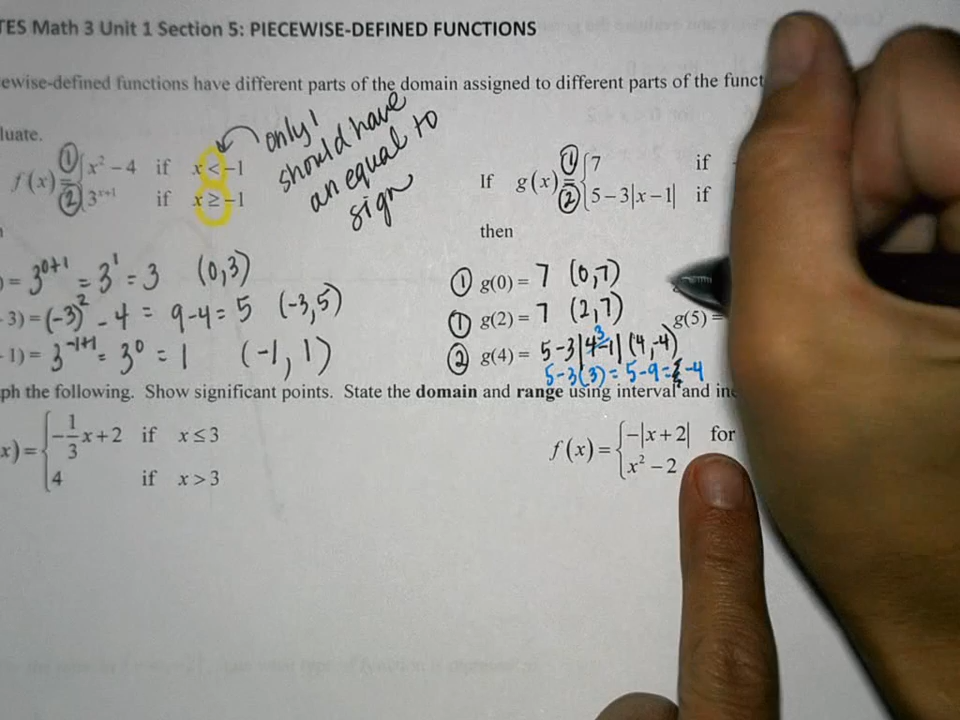 TES Math 3 Unit 1 Section 5: PIECEWISE-DEFINED FUNCTIONS
ewise-defined functions have different parts of the domain assigned to different parts of the funct
luate.
only 1 should have an equal to sign
f(x) = { ① x² − 4 if x < −1
② 3ˣ⁺¹ if x ≥ −1
If g(x) = { ① 7 if
② 5 − 3|x − 1| if
then
) = 3⁰⁺¹ = 3¹ = 3 (0,3)
3) = (-3)² - 4 = 9-4 = 5 (-3,5)
1) = 3⁻¹⁺¹ = 3⁰ = 1 (-1, 1)
① g(0) = 7 (0,7)
① g(2) = 7 (2,7)
② g(4) = 5-3|4-1| 3 (4,-4)
5-3(3) = 5-9 = -4
g(5) =
ph the following. Show significant points. State the domain and range using interval and ine
x) = { −1/3 x + 2 if x ≤ 3
4 if x > 3
f(x) = { −|x + 2| for
x² − 2